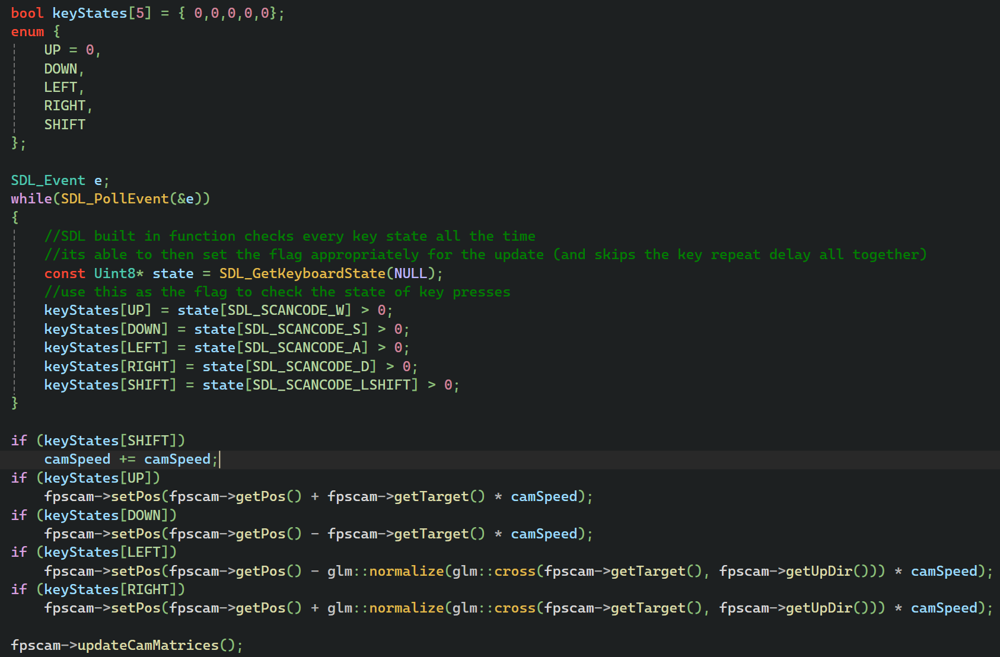 bool keyStates[5] = { 0,0,0,0,0};
enum {
    UP = 0,
    DOWN,
    LEFT,
    RIGHT,
    SHIFT
};

SDL_Event e;
while(SDL_PollEvent(&e))
{
    //SDL built in function checks every key state all the time
    //its able to then set the flag appropriately for the update (and skips the key repeat delay all together)
    const Uint8* state = SDL_GetKeyboardState(NULL);
    //use this as the flag to check the state of key presses
    keyStates[UP] = state[SDL_SCANCODE_W] > 0;
    keyStates[DOWN] = state[SDL_SCANCODE_S] > 0;
    keyStates[LEFT] = state[SDL_SCANCODE_A] > 0;
    keyStates[RIGHT] = state[SDL_SCANCODE_D] > 0;
    keyStates[SHIFT] = state[SDL_SCANCODE_LSHIFT] > 0;
}

if (keyStates[SHIFT])
    camSpeed += camSpeed;
if (keyStates[UP])
    fpscam->setPos(fpscam->getPos() + fpscam->getTarget() * camSpeed);
if (keyStates[DOWN])
    fpscam->setPos(fpscam->getPos() - fpscam->getTarget() * camSpeed);
if (keyStates[LEFT])
    fpscam->setPos(fpscam->getPos() - glm::normalize(glm::cross(fpscam->getTarget(), fpscam->getUpDir())) * camSpeed);
if (keyStates[RIGHT])
    fpscam->setPos(fpscam->getPos() + glm::normalize(glm::cross(fpscam->getTarget(), fpscam->getUpDir())) * camSpeed);

fpscam->updateCamMatrices();